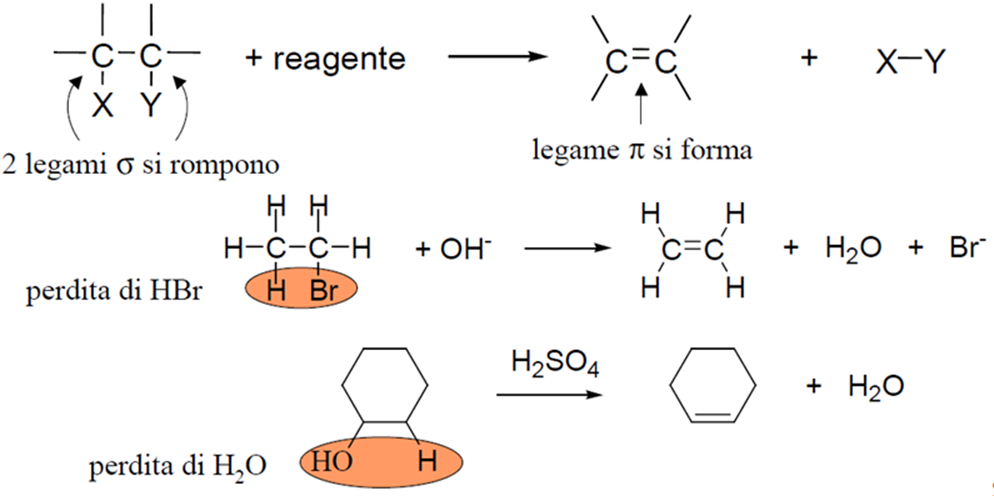 C C + reagente C=C + X–Y
X Y
2 legami σ si rompono
legame π si forma
H H
H–C–C–H + OH⁻
H Br
H H
C=C
H H
+ H₂O + Br⁻
perdita di HBr
H₂SO₄
HO H
+ H₂O
perdita di H₂O